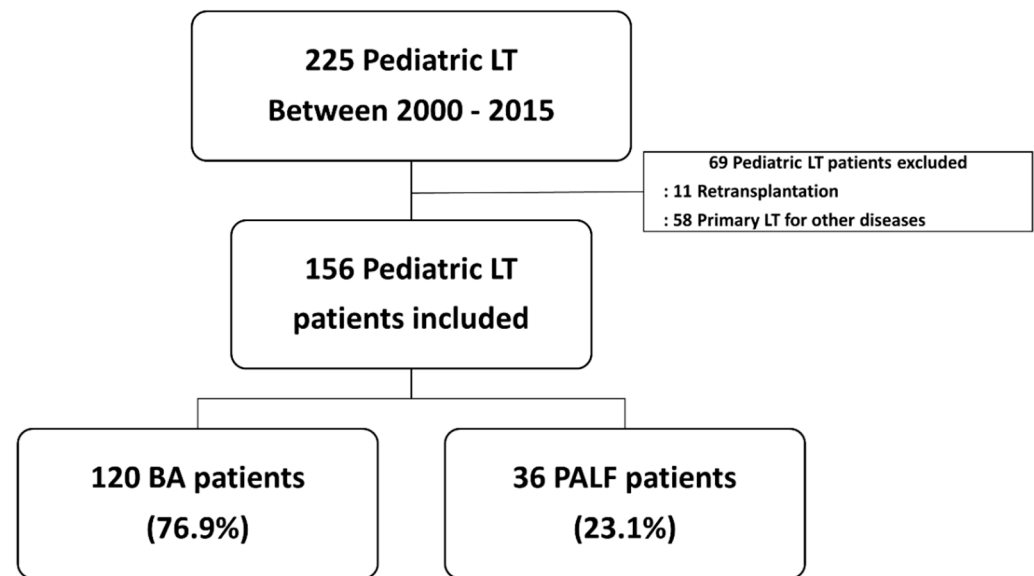 225 Pediatric LT
Between 2000 - 2015
69 Pediatric LT patients excluded
: 11 Retransplantation
: 58 Primary LT for other diseases
156 Pediatric LT
patients included
120 BA patients
(76.9%)
36 PALF patients
(23.1%)